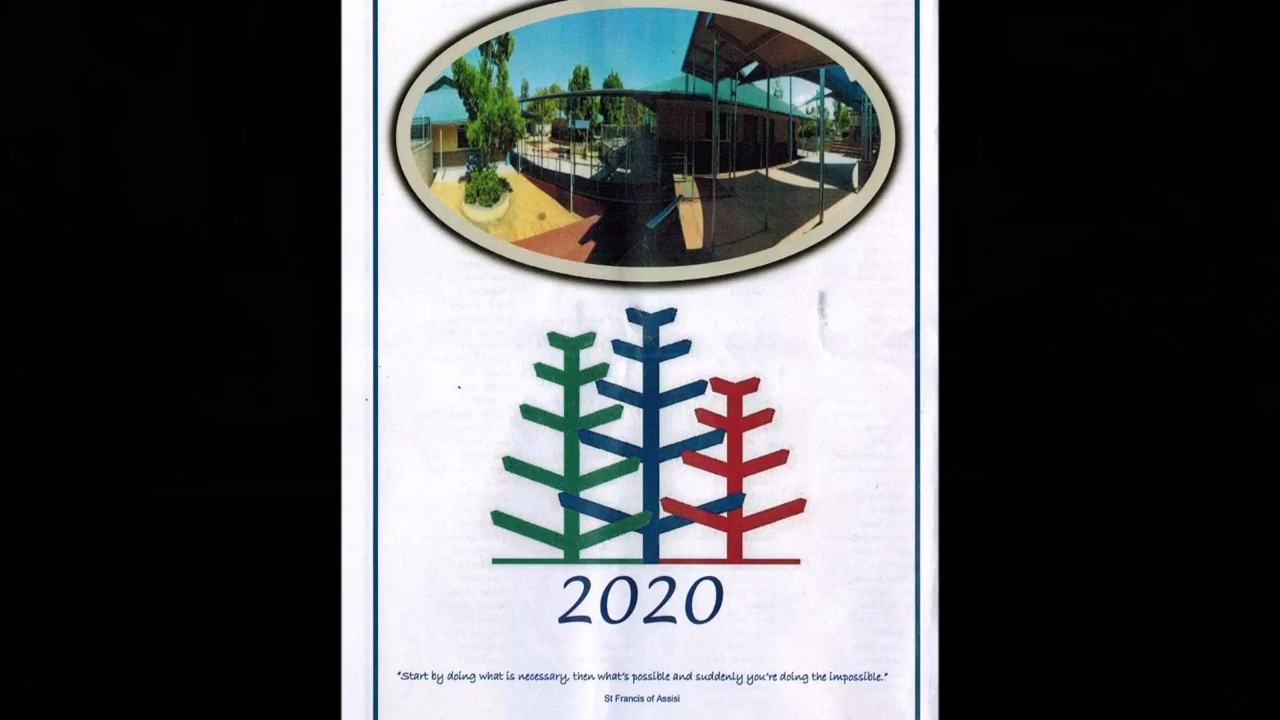 2020
"Start by doing what is necessary, then what's possible and suddenly you're doing the impossible."
St Francis of Assisi